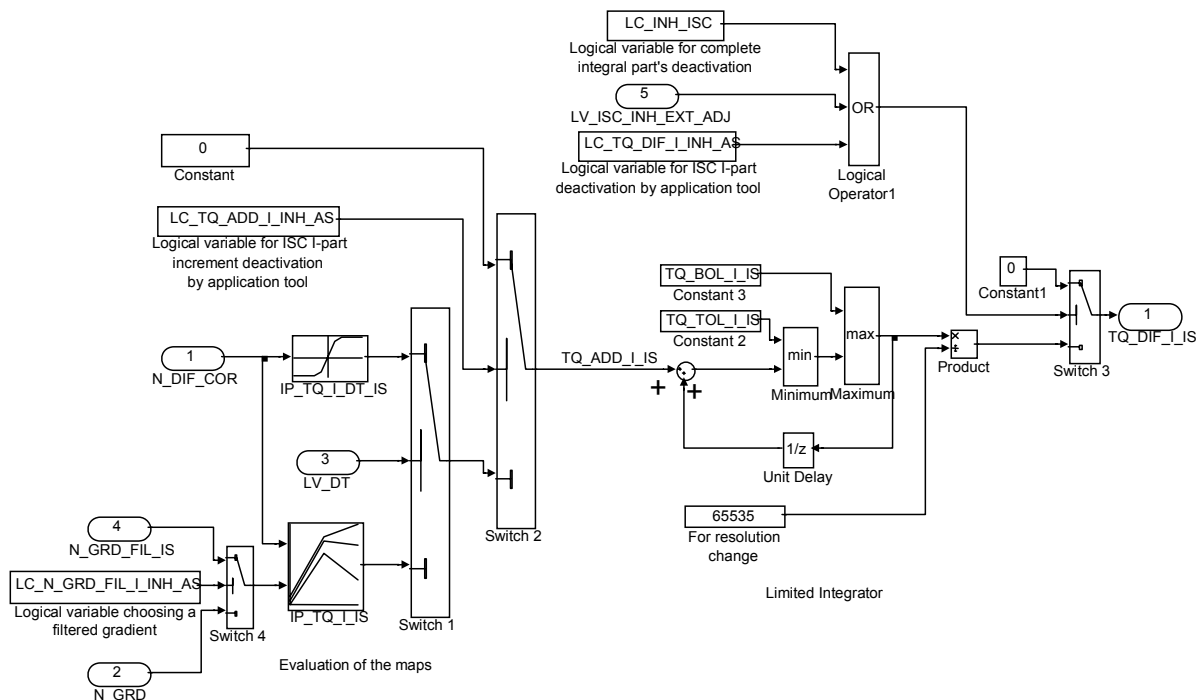 LC_INH_ISC
Logical variable for complete
integral part's deactivation
5
LV_ISC_INH_EXT_ADJ
LC_TQ_DIF_I_INH_AS
Logical variable for ISC I-part
deactivation by application tool
OR
Logical
Operator1
0
Constant
LC_TQ_ADD_I_INH_AS
Logical variable for ISC I-part
increment deactivation
by application tool
1
N_DIF_COR
IP_TQ_I_DT_IS
3
LV_DT
4
N_GRD_FIL_IS
LC_N_GRD_FIL_I_INH_AS
Logical variable choosing a
filtered gradient
2
N_GRD
Switch 4
IP_TQ_I_IS
Switch 1
Switch 2
Evaluation of the maps
TQ_ADD_I_IS
+
+
TQ_BOL_I_IS
Constant 3
TQ_TOL_I_IS
Constant 2
min
Minimum
max
Maximum
1/z
Unit Delay
65535
For resolution
change
Limited Integrator
×
÷
Product
0
Constant1
Switch 3
1
TQ_DIF_I_IS